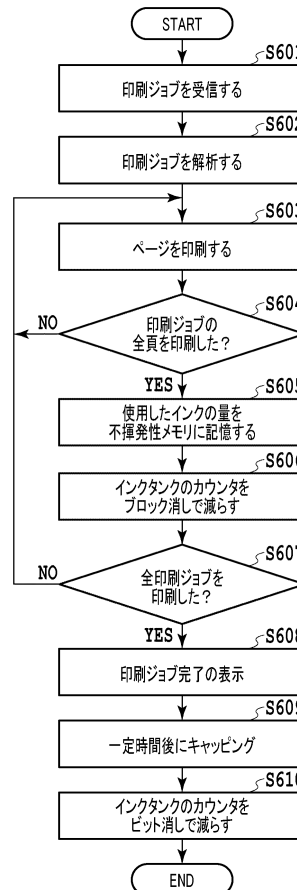 START
S601
印刷ジョブを受信する
S602
印刷ジョブを解析する
S603
ページを印刷する
S604
印刷ジョブの
全頁を印刷した?
NO
YES
S605
使用したインクの量を
不揮発性メモリに記憶する
S606
インクタンクのカウンタを
ブロック消しで減らす
S607
全印刷ジョブを
印刷した?
NO
YES
S608
印刷ジョブ完了の表示
S609
一定時間後にキャッピング
S610
インクタンクのカウンタを
ビット消しで減らす
END